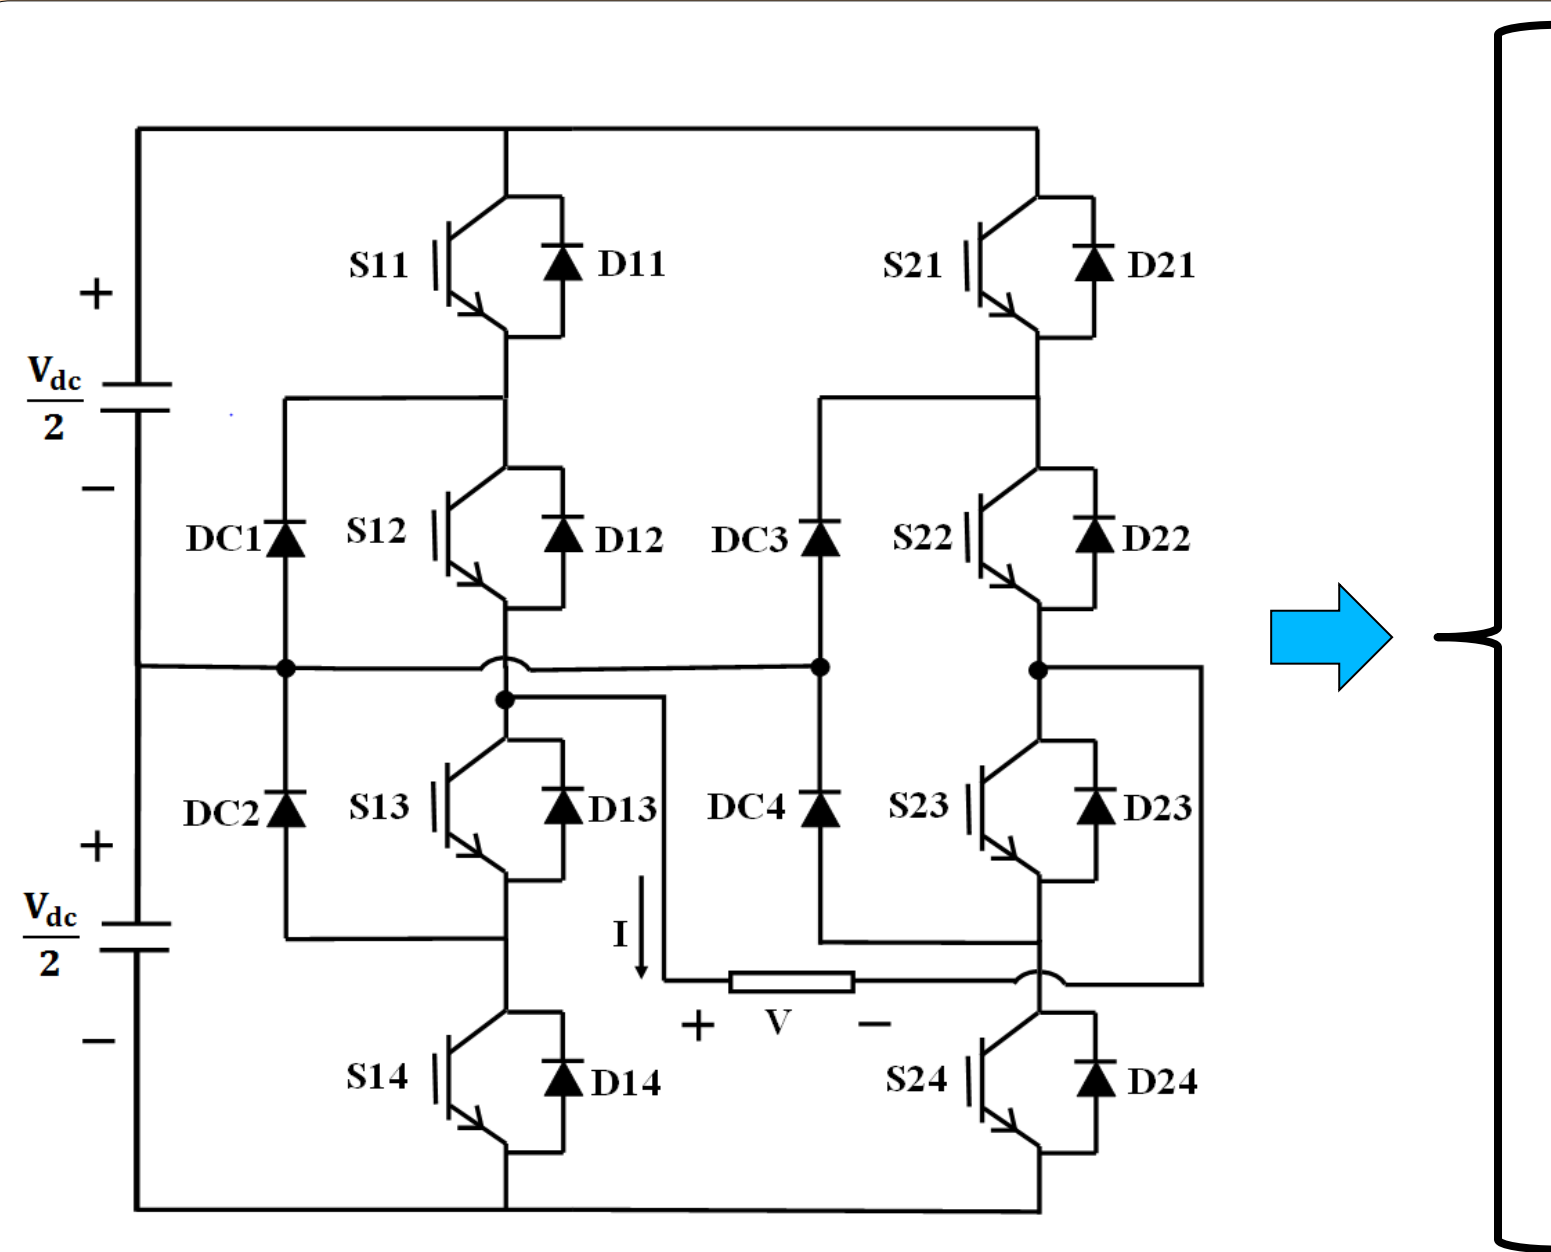 S11
D11
S21
D21
+
Vdc
2
−
DC1
S12
D12
DC3
S22
D22
DC2
S13
D13
DC4
S23
D23
+
Vdc
2
−
I
+ V −
S14
D14
S24
D24